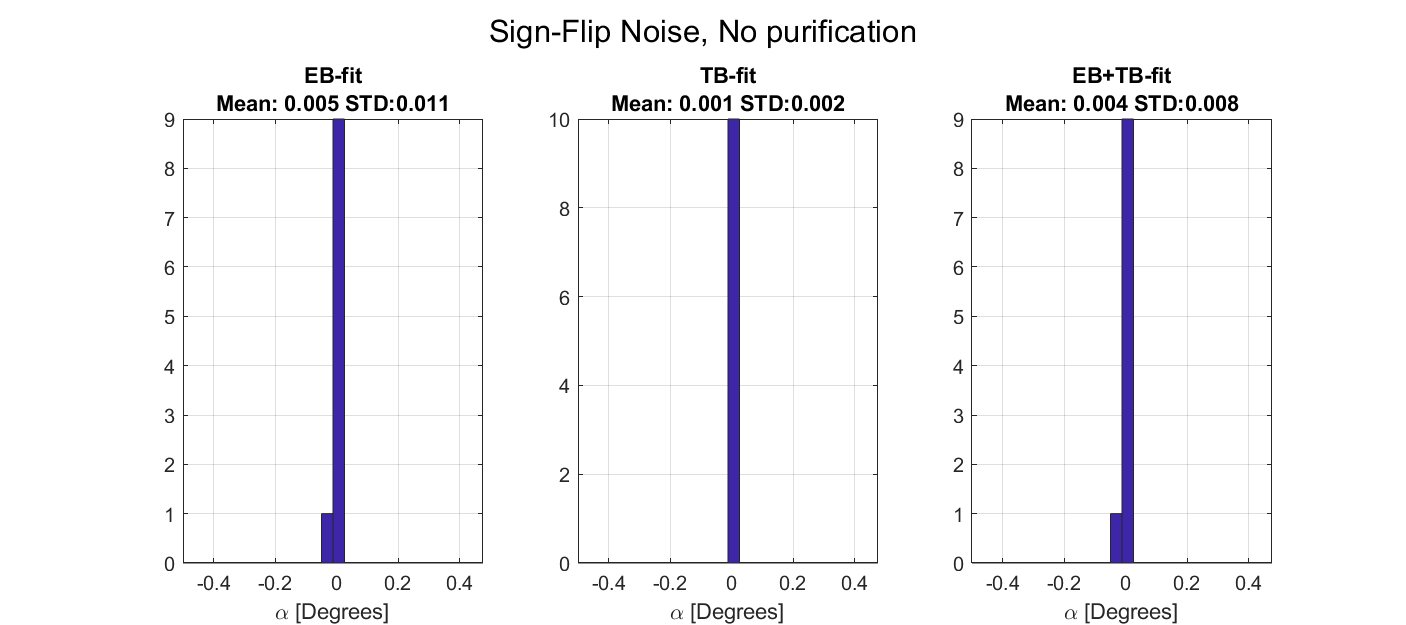 Sign-Flip Noise, No purification
EB-fit
Mean: 0.005 STD:0.011
9
8
7
6
5
4
3
2
1
0
-0.4 -0.2 0 0.2 0.4
α [Degrees]
TB-fit
Mean: 0.001 STD:0.002
10
8
6
4
2
0
-0.4 -0.2 0 0.2 0.4
α [Degrees]
EB+TB-fit
Mean: 0.004 STD:0.008
9
8
7
6
5
4
3
2
1
0
-0.4 -0.2 0 0.2 0.4
α [Degrees]